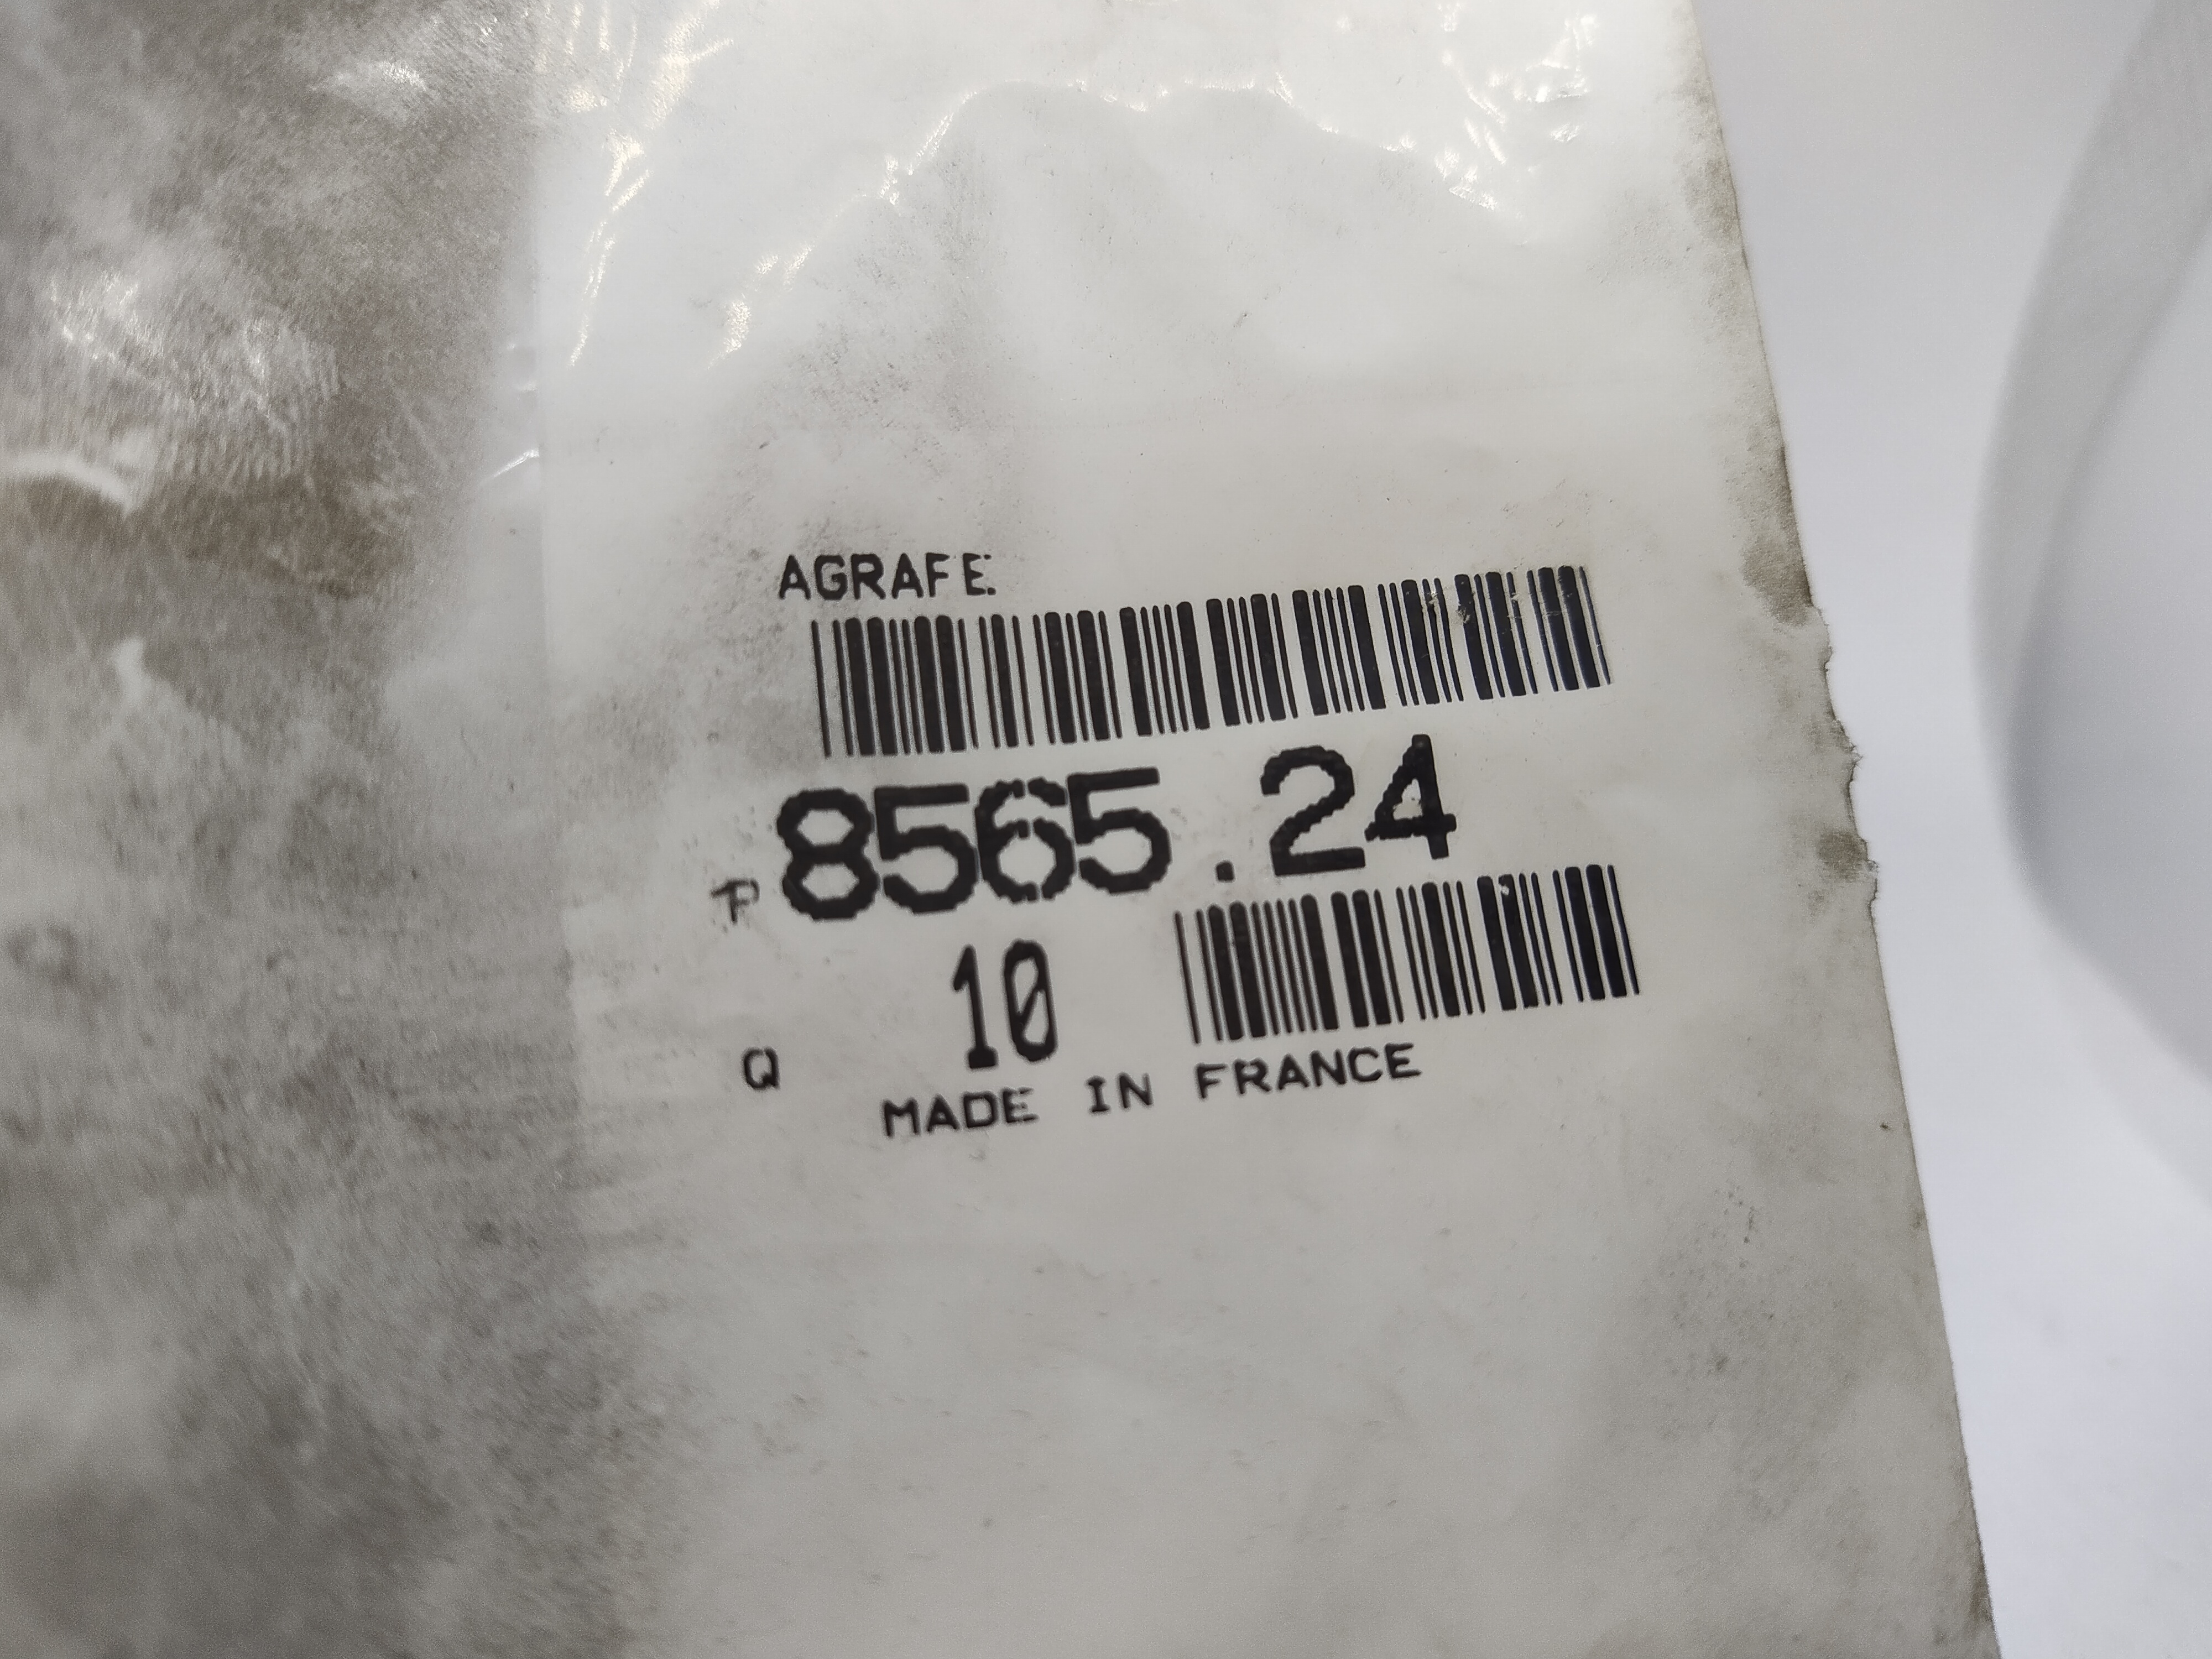 AGRAFE
P 8565.24
Q 10
MADE IN FRANCE